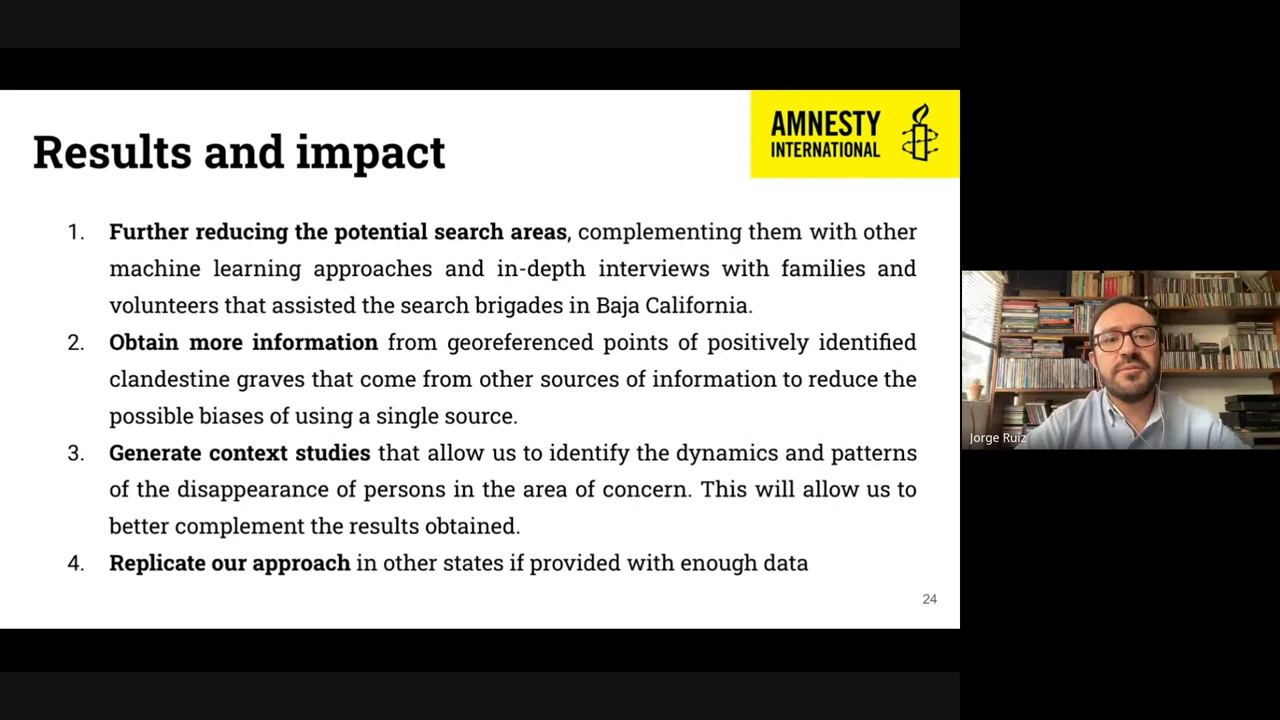 AMNESTY
INTERNATIONAL
Results and impact
1. Further reducing the potential search areas, complementing them with other
machine learning approaches and in-depth interviews with families and
volunteers that assisted the search brigades in Baja California.
2. Obtain more information from georeferenced points of positively identified
clandestine graves that come from other sources of information to reduce the
possible biases of using a single source.
3. Generate context studies that allow us to identify the dynamics and patterns
of the disappearance of persons in the area of concern. This will allow us to
better complement the results obtained.
4. Replicate our approach in other states if provided with enough data
24
Jorge Ruiz